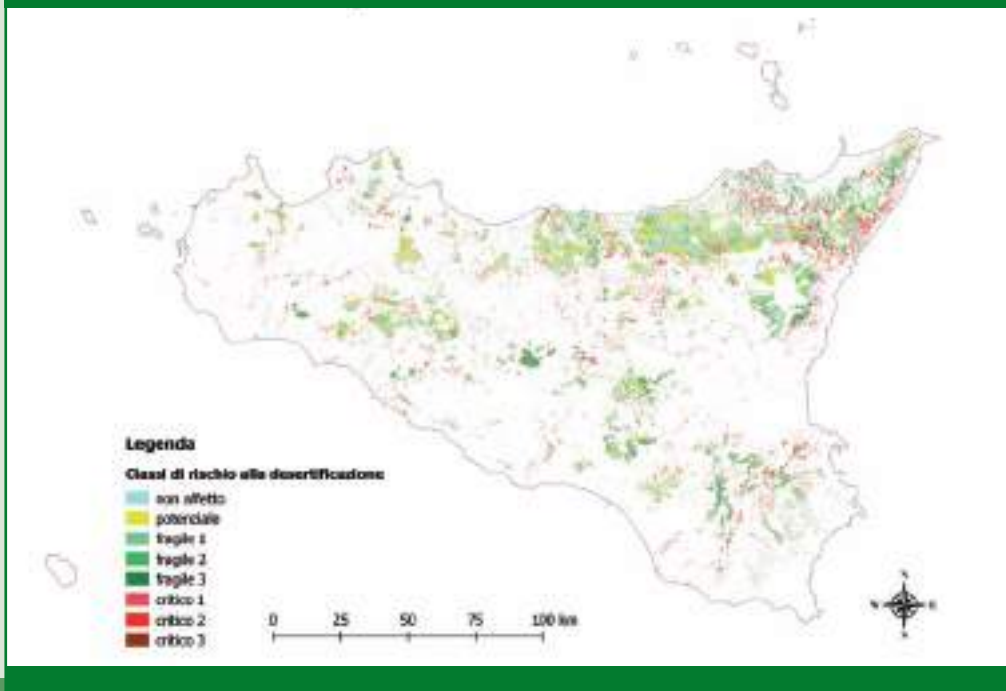 Legenda
Classi di rischio alla desertificazione
non affetto
potenziale
fragile 1
fragile 2
fragile 3
critico 1
critico 2
critico 3
0 25 50 75 100 km
N
W E
S